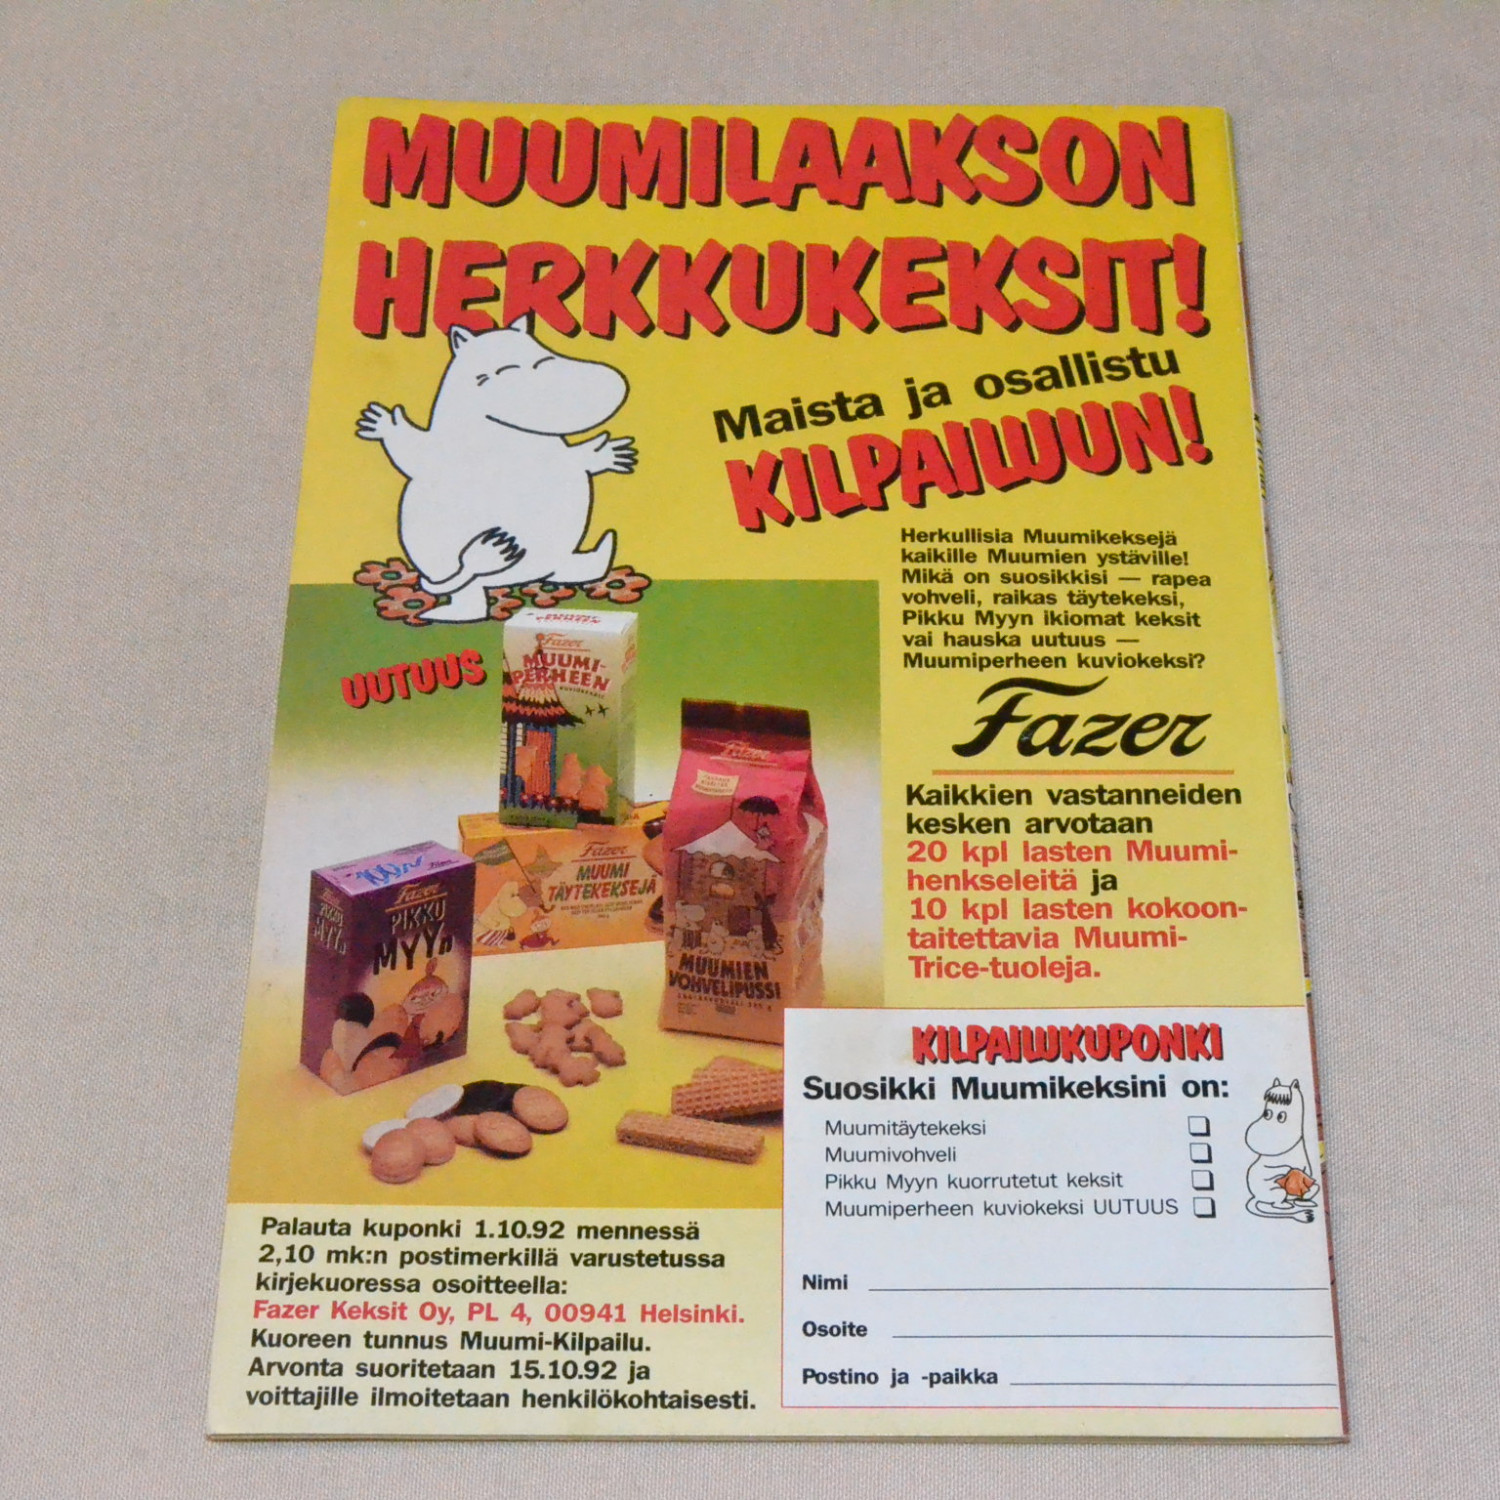 MUUMILAAKSON
HERKKUKEKSIT!
Maista ja osallistu
KILPAILUUN!
Herkullisia Muumikeksejä
kaikille Muumien ystäville!
Mikä on suosikkisi — rapea
vohveli, raikas täytekeksi,
Pikku Myyn ikiomat keksit
vai hauska uutuus —
Muumiperheen kuviokeksi?
Fazer
Kaikkien vastanneiden
kesken arvotaan
20 kpl lasten Muumi-
henkseleitä ja
10 kpl lasten kokoon-
taitettavia Muumi-
Trice-tuoleja.
UUTUUS
Fazer
MUUMI-
PERHEEN
Fazer
MUUMI
TÄYTEKEKSEJÄ
Fazer
PIKKU
MYYn
Fazer
MUUMIEN
VOHVELIPUSSI
KILPAILUKUPONKI
Suosikki Muumikeksini on:
Muumitäytekeksi
Muumivohveli
Pikku Myyn kuorrutetut keksit
Muumiperheen kuviokeksi UUTUUS
Nimi
Osoite
Postino ja -paikka
Palauta kuponki 1.10.92 mennessä
2,10 mk:n postimerkillä varustetussa
kirjekuoressa osoitteella:
Fazer Keksit Oy, PL 4, 00941 Helsinki.
Kuoreen tunnus Muumi-Kilpailu.
Arvonta suoritetaan 15.10.92 ja
voittajille ilmoitetaan henkilökohtaisesti.